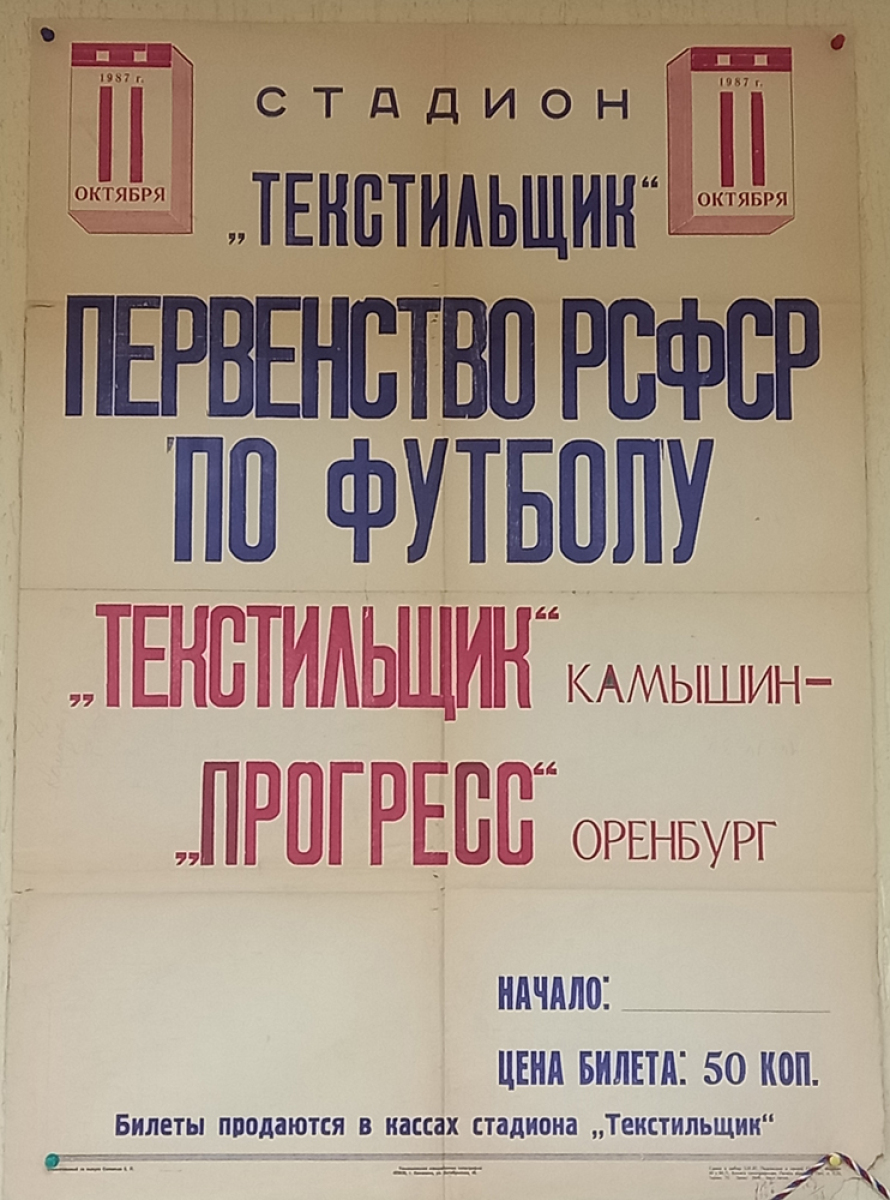 1987 г.
11
ОКТЯБРЯ
1987 г.
11
ОКТЯБРЯ
СТАДИОН
„ТЕКСТИЛЬЩИК“
ПЕРВЕНСТВО РСФСР
ПО ФУТБОЛУ
„ТЕКСТИЛЬЩИК“ КАМЫШИН–
„ПРОГРЕСС“ ОРЕНБУРГ
НАЧАЛО:
ЦЕНА БИЛЕТА: 50 КОП.
Билеты продаются в кассах стадиона „Текстильщик“